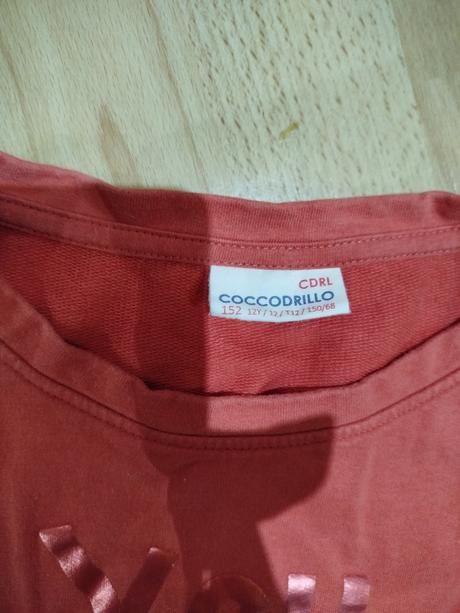 CDRL
COCCODRILLO
152 12Y / 12 / T12 / 150/68